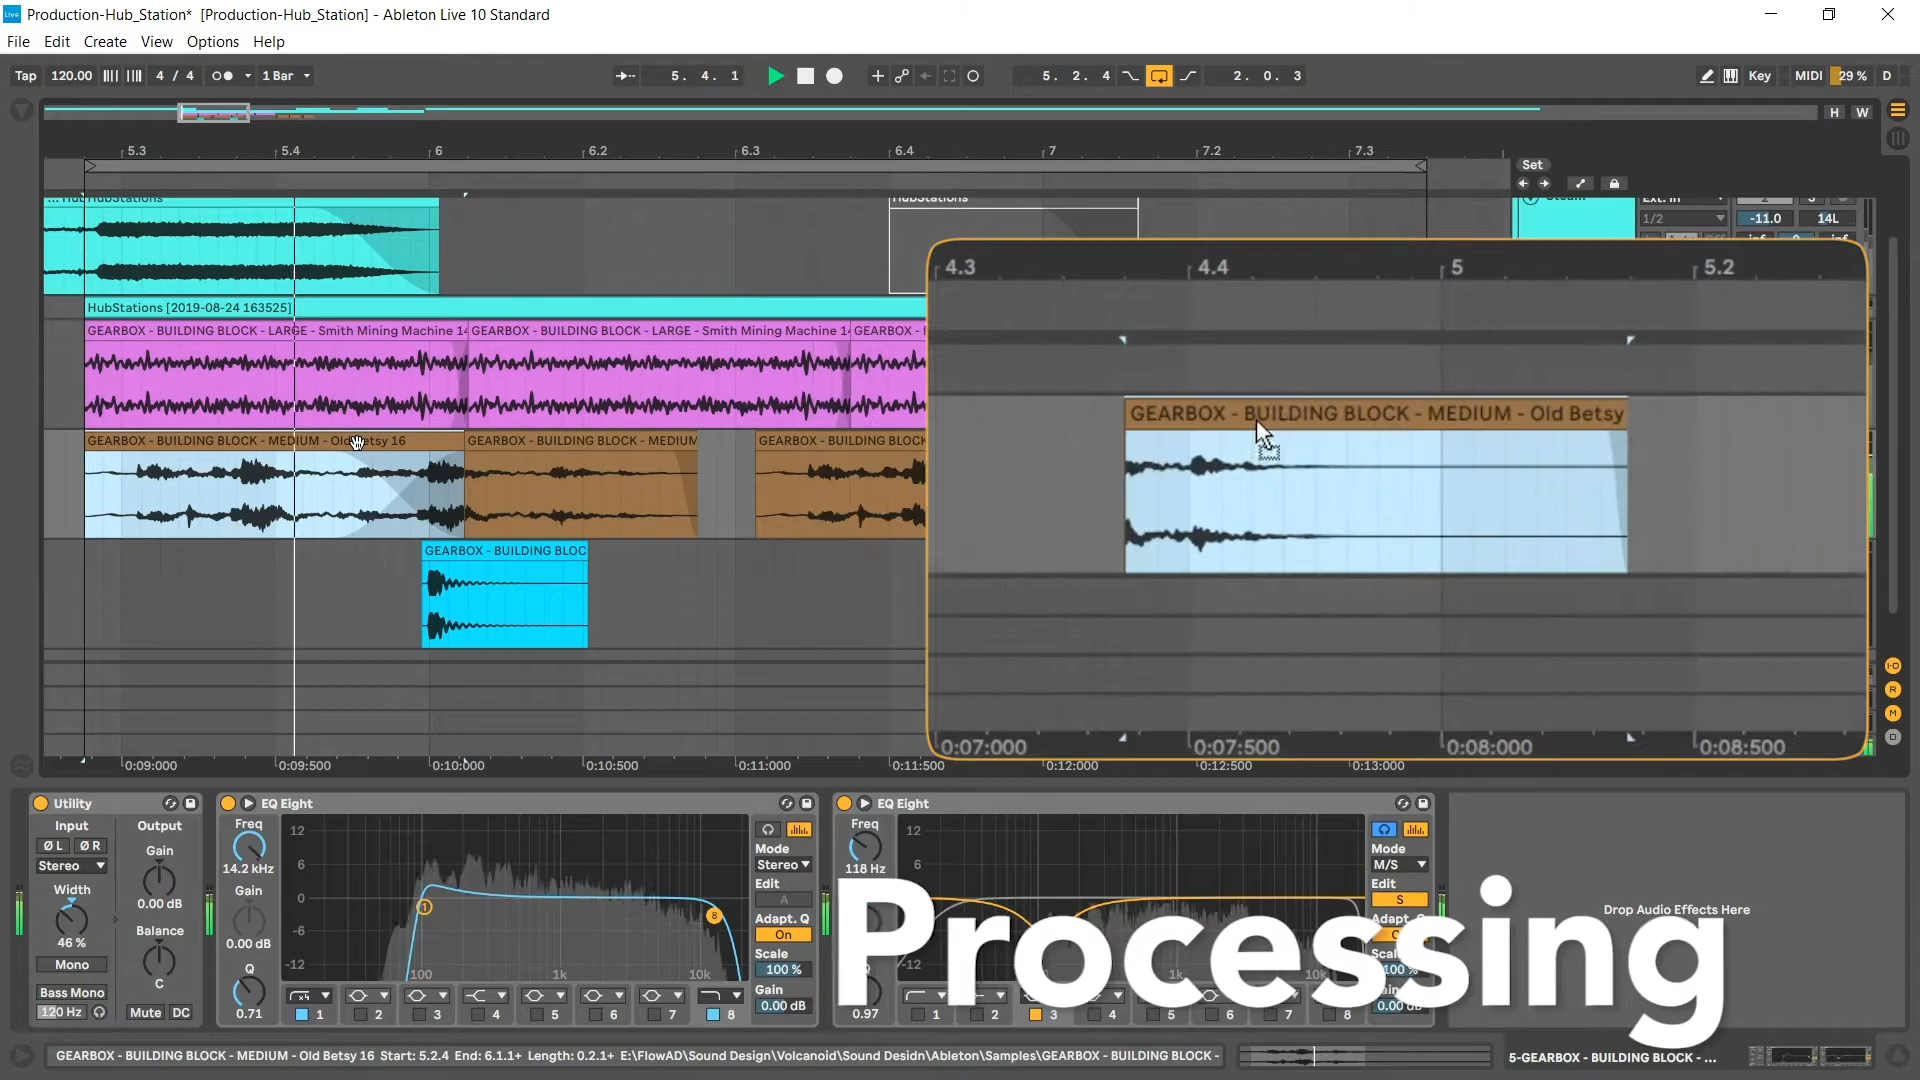 Live Production-Hub_Station* [Production-Hub_Station] - Ableton Live 10 Standard
File Edit Create View Options Help
Tap 120.00 4 / 4 1 Bar 5. 4. 1 5. 2. 4 2. 0. 3 Key MIDI 29 % D
H W
5.3 5.4 6 6.2 6.3 6.4 7 7.2 7.3
Set
... HubStations
HubStations
1/2 -11.0 14L
HubStations [2019-08-24 163525]
GEARBOX - BUILDING BLOCK - LARGE - Smith Mining Machine 14 GEARBOX - BUILDING BLOCK - LARGE - Smith Mining Machine 14 GEARBOX -
GEARBOX - BUILDING BLOCK - MEDIUM - Old Betsy 16 GEARBOX - BUILDING BLOCK - MEDIUM GEARBOX - BUILDING BLOCK
GEARBOX - BUILDING BLOC
4.3 4.4 5 5.2
GEARBOX - BUILDING BLOCK - MEDIUM - Old Betsy
0:07:000 0:07:500 0:08:000 0:08:500
I·O
R
M
D
0:09:000 0:09:500 0:10:000 0:10:500 0:11:000 0:11:500 0:12:000 0:12:500 0:13:000
Utility
Input Output
Ø L Ø R Gain
Stereo
Width 0.00 dB
46 % Balance
Mono C
Bass Mono
120 Hz Mute DC
EQ Eight
Freq
14.2 kHz
Gain
0.00 dB
Q
0.71
12
6
0
-6
-12
100 1k 10k
x4
1 2 3 4 5 6 7 8
Mode
Stereo
Edit
A
Adapt. Q
On
Scale
100 %
Gain
0.00 dB
EQ Eight
Freq
118 Hz
0.97
12
6
-12
1k 10k
1 2 3 4 5 6 7 8
Mode
M/S
Edit
S
Adapt. Q
100 %
0.00 dB
Processing
Drop Audio Effects Here
GEARBOX - BUILDING BLOCK - MEDIUM - Old Betsy 16 Start: 5.2.4 End: 6.1.1+ Length: 0.2.1+ E:\FlowAD\Sound Design\Volcanoid\Sound Desidn\Ableton\Samples\GEARBOX - BUILDING BLOCK -
5-GEARBOX - BUILDING BLOCK - ...